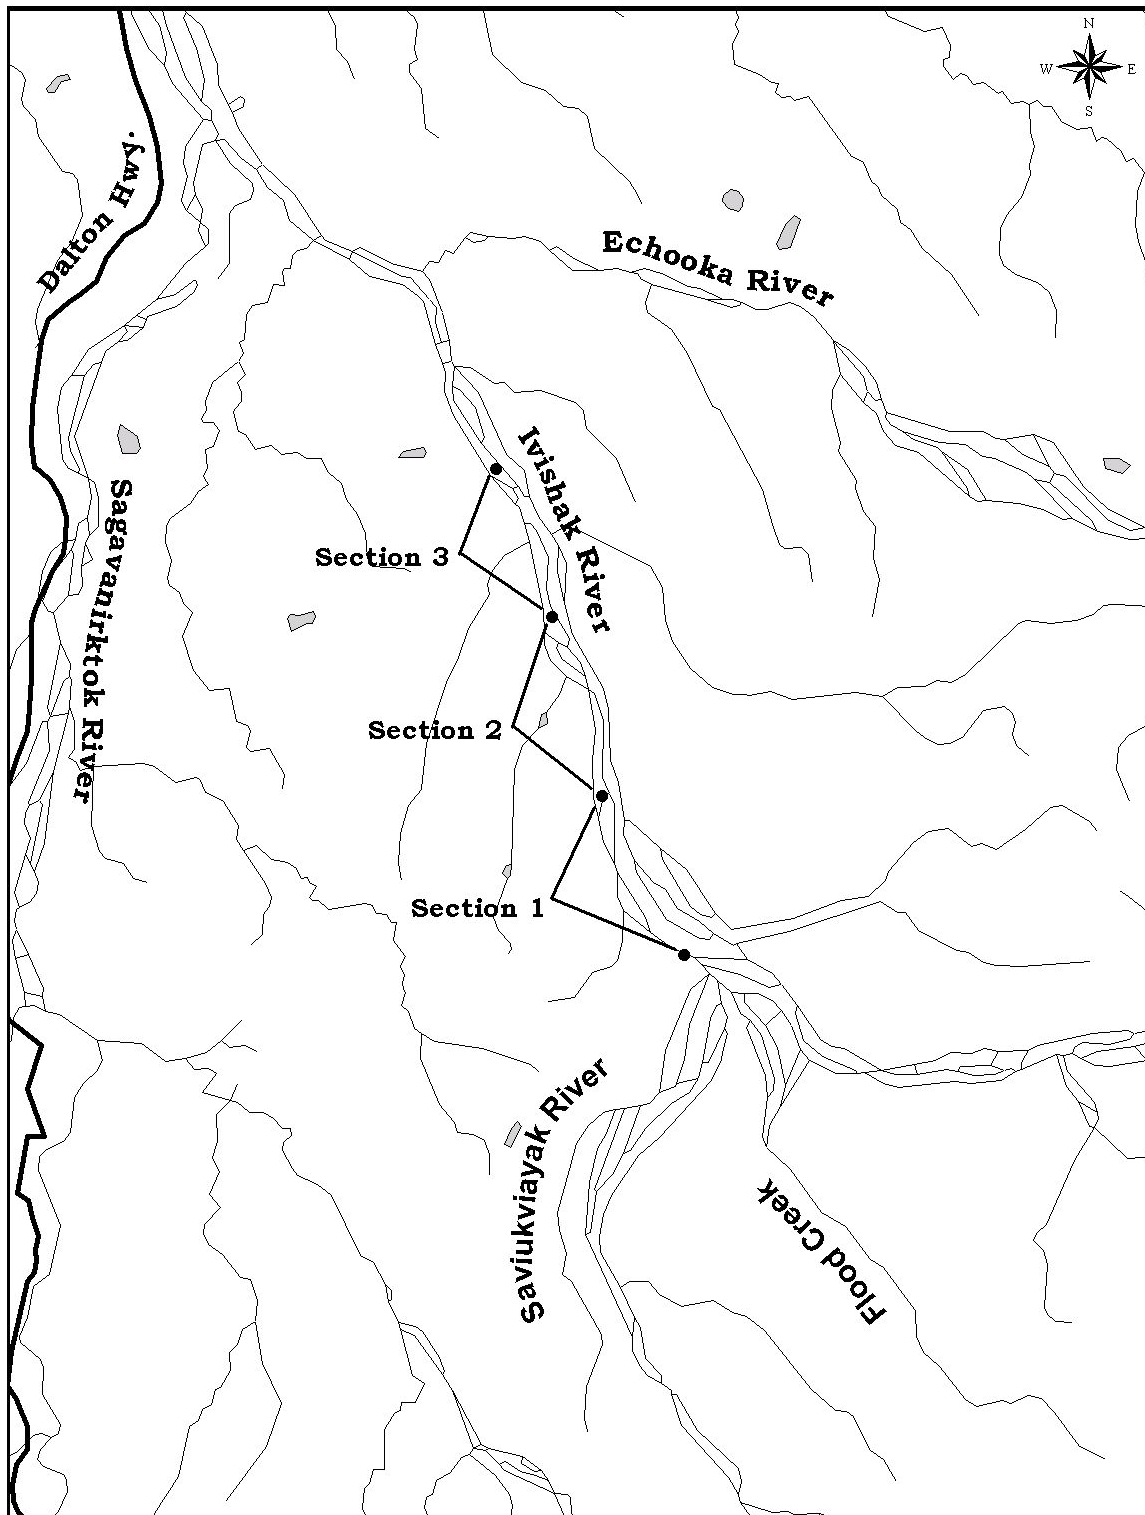 N
W E
S
Dalton Hwy.
Echooka River
Ivishak River
Sagavanirktok River
Section 3
Section 2
Section 1
Saviukviayak River
Flood Creek